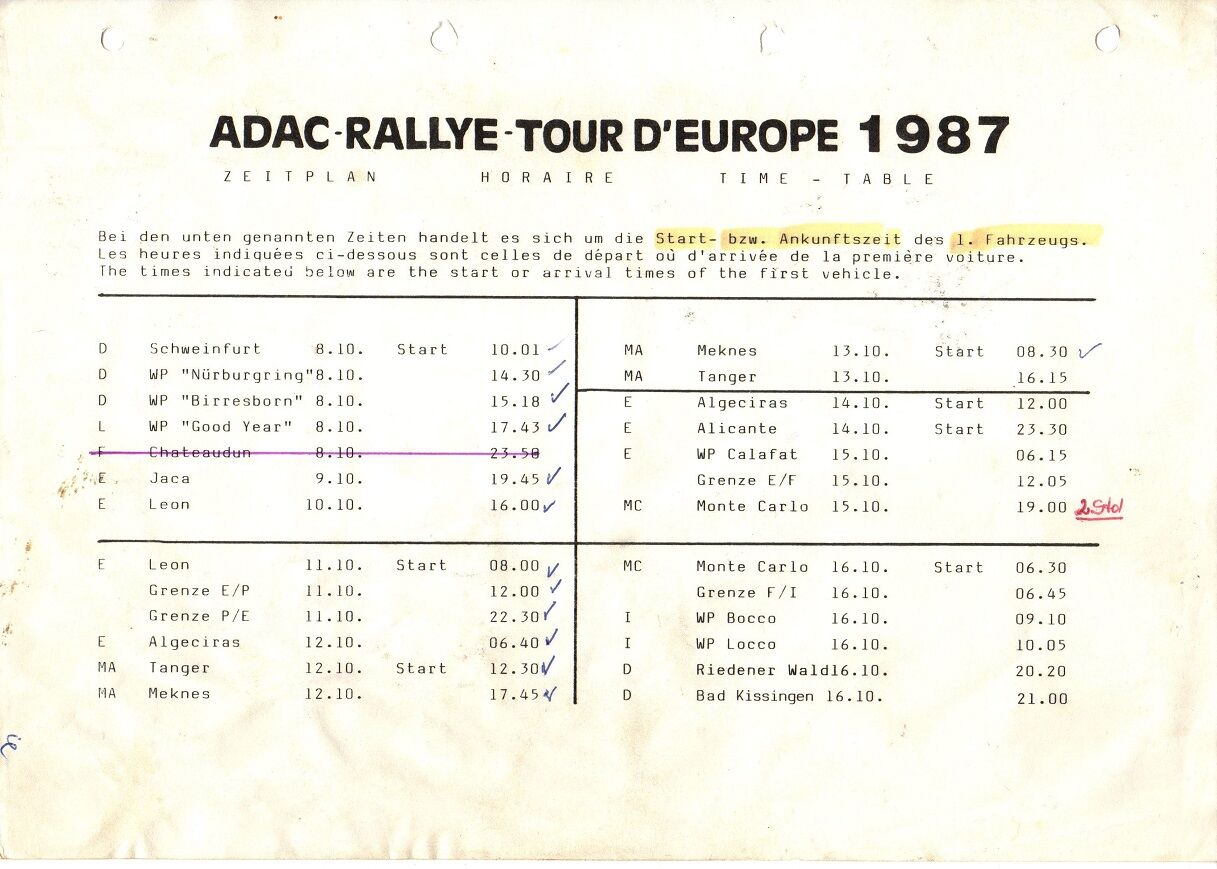 ADAC-RALLYE-TOUR D'EUROPE 1987
ZEITPLAN HORAIRE TIME - TABLE
Bei den unten genannten Zeiten handelt es sich um die Start- bzw. Ankunftszeit des 1. Fahrzeugs.
Les heures indiquées ci-dessous sont celles de départ où d'arrivée de la première voiture.
The times indicated below are the start or arrival times of the first vehicle.
D Schweinfurt 8.10. Start 10.01
D WP "Nürburgring" 8.10. 14.30
D WP "Birresborn" 8.10. 15.18
L WP "Good Year" 8.10. 17.43
F Chateaudun 8.10. 23.50
E Jaca 9.10. 19.45
E Leon 10.10. 16.00
E Leon 11.10. Start 08.00
Grenze E/P 11.10. 12.00
Grenze P/E 11.10. 22.30
E Algeciras 12.10. 06.40
MA Tanger 12.10. Start 12.30
MA Meknes 12.10. 17.45
MA Meknes 13.10. Start 08.30
MA Tanger 13.10. 16.15
E Algeciras 14.10. Start 12.00
E Alicante 14.10. Start 23.30
E WP Calafat 15.10. 06.15
Grenze E/F 15.10. 12.05
MC Monte Carlo 15.10. 19.00 2 Std
MC Monte Carlo 16.10. Start 06.30
Grenze F/I 16.10. 06.45
I WP Bocco 16.10. 09.10
I WP Locco 16.10. 10.05
D Riedener Wald 16.10. 20.20
D Bad Kissingen 16.10. 21.00